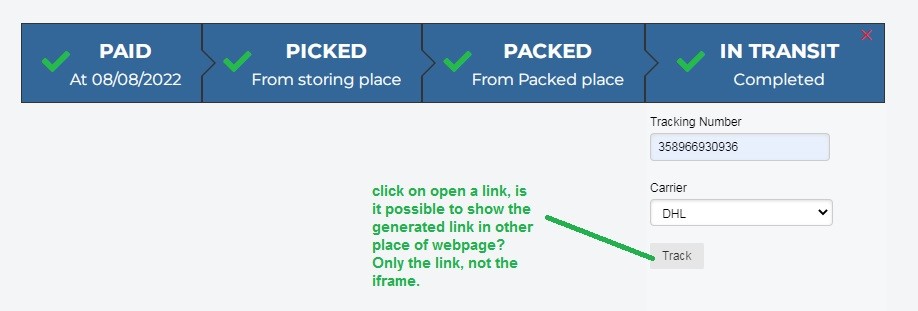 PAID
At 08/08/2022
PICKED
From storing place
PACKED
From Packed place
IN TRANSIT
Completed
Tracking Number
358966930936
Carrier
DHL
Track
click on open a link, is
it possible to show the
generated link in other
place of webpage?
Only the link, not the
iframe.